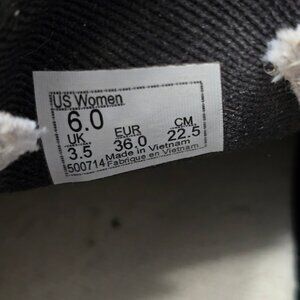 US Women
6.0
UK EUR CM
3.5 36.0 22.5
Made in Vietnam
500714 Fabrique en Vietnam